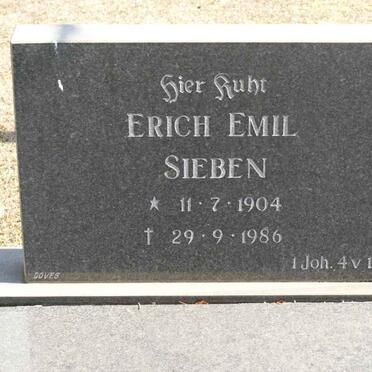 Hier Ruht
ERICH EMIL
SIEBEN
* 11·7·1904
† 29·9·1986
1 Joh. 4 v 1
DOVES